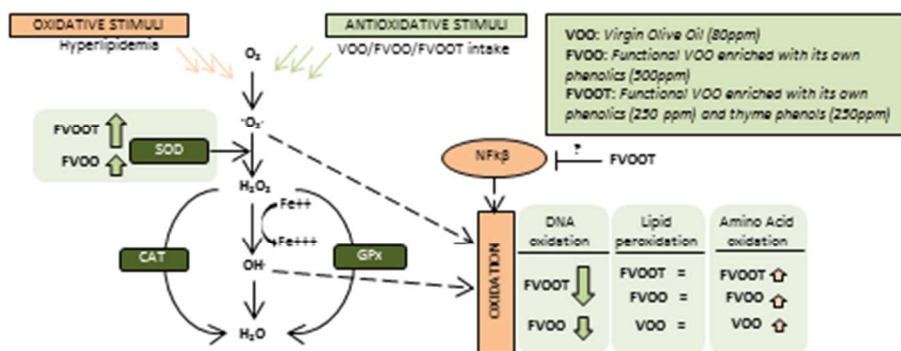 OXIDATIVE STIMULI
Hyperlipidemia
ANTIOXIDATIVE STIMULI
VOO/FVOO/FVOOT intake
VOO: Virgin Olive Oil (80ppm)
FVOO: Functional VOO enriched with its own
phenolics (500ppm)
FVOOT: Functional VOO enriched with its own
phenolics (250 ppm) and thyme phenols (250ppm)
O₂
·O₂·
FVOOT
FVOO
SOD
H₂O₂
Fe++
Fe+++
CAT
GPx
OH·
H₂O
NFkβ
?
FVOOT
OXIDATION
DNA
oxidation
FVOOT
FVOO
Lipid
peroxidation
FVOOT =
FVOO =
VOO =
Amino Acid
oxidation
FVOOT
FVOO
VOO